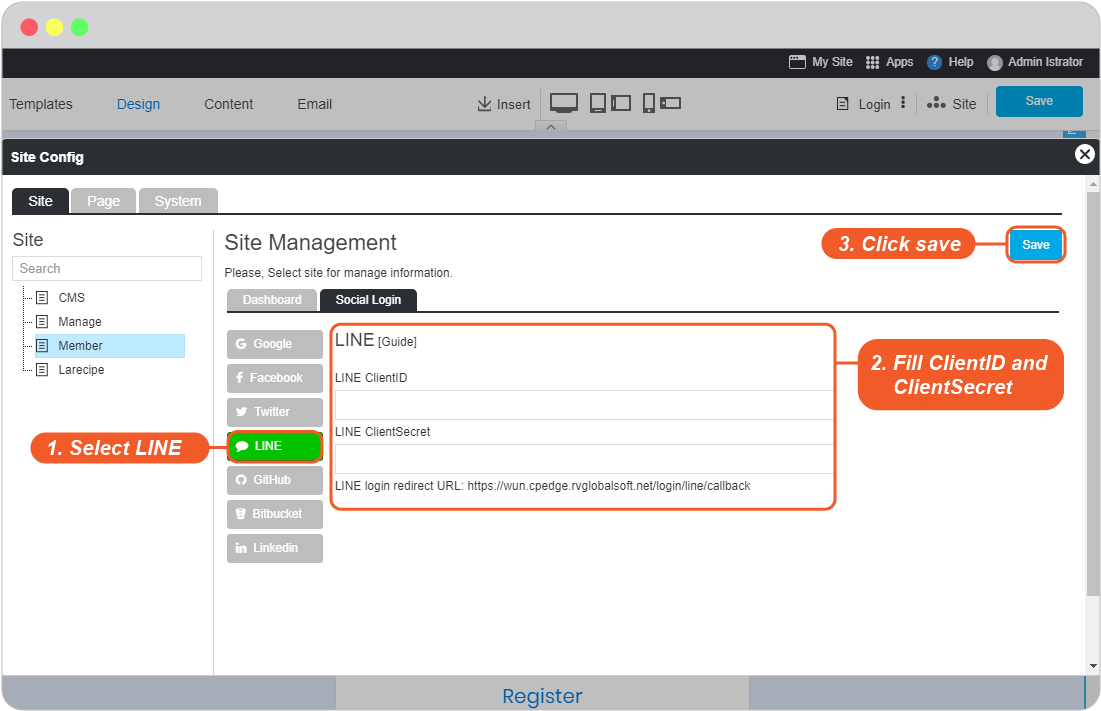 My Site Apps ? Help Admin Istrator
Templates Design Content Email Insert Login Site Save
Site Config
Site Page System
Site
Search
CMS
Manage
Member
Larecipe
Site Management
3. Click save
Save
Please, Select site for manage information.
Dashboard Social Login
Google
Facebook
Twitter
LINE
GitHub
Bitbucket
in Linkedin
1. Select LINE
LINE [Guide]
LINE ClientID
LINE ClientSecret
LINE login redirect URL: https://wun.cpedge.rvglobalsoft.net/login/line/callback
2. Fill ClientID and
ClientSecret
Register